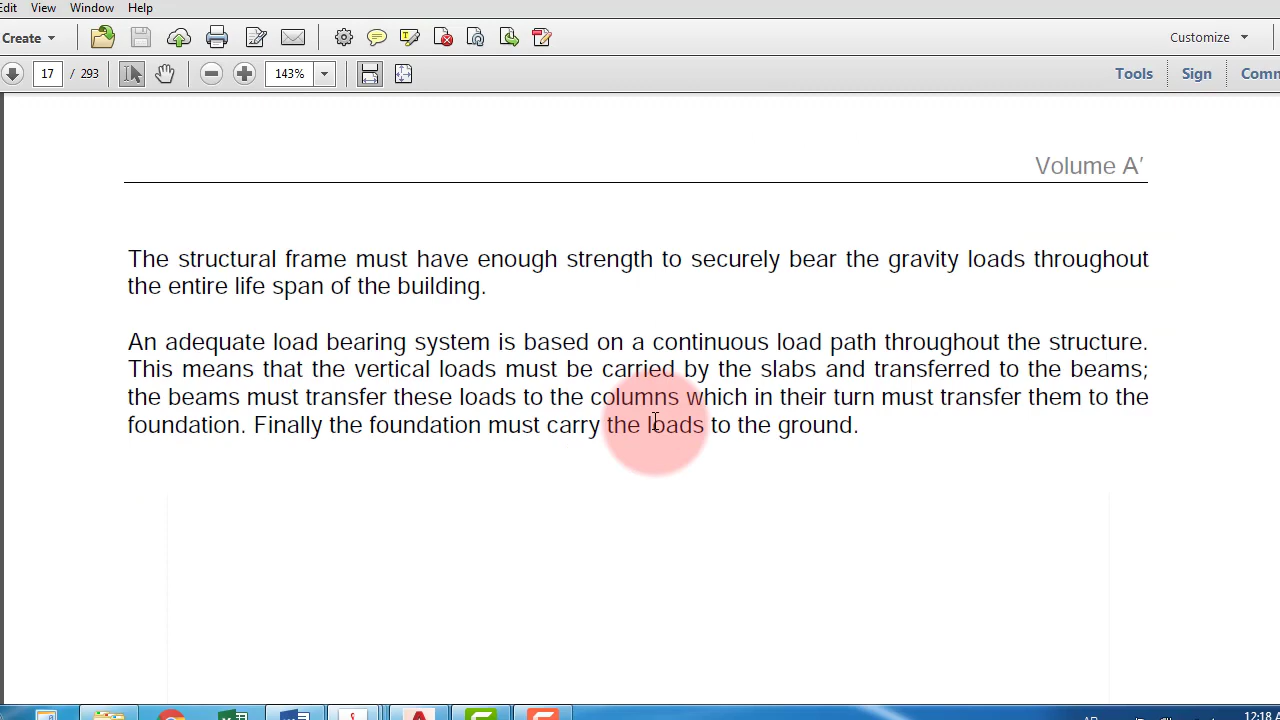 Edit View Window Help
Create Customize
17 / 293 143% Tools Sign Comm
Volume A′
The structural frame must have enough strength to securely bear the gravity loads throughout
the entire life span of the building.
An adequate load bearing system is based on a continuous load path throughout the structure.
This means that the vertical loads must be carried by the slabs and transferred to the beams;
the beams must transfer these loads to the columns which in their turn must transfer them to the
foundation. Finally the foundation must carry the loads to the ground.
12:18 A